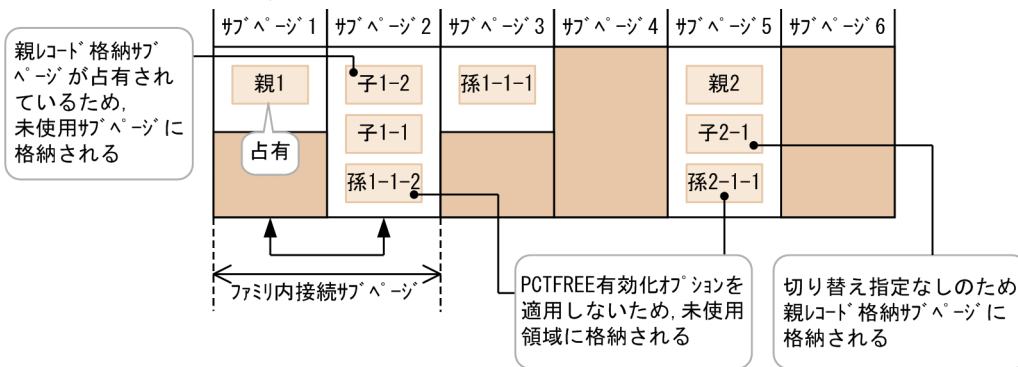 ｻﾌﾞﾍﾟｰｼﾞ1
ｻﾌﾞﾍﾟｰｼﾞ2
ｻﾌﾞﾍﾟｰｼﾞ3
ｻﾌﾞﾍﾟｰｼﾞ4
ｻﾌﾞﾍﾟｰｼﾞ5
ｻﾌﾞﾍﾟｰｼﾞ6
親ﾚｺｰﾄﾞ格納ｻﾌﾞ
ﾍﾟｰｼﾞが占有され
ているため,
未使用ｻﾌﾞﾍﾟｰｼﾞに
格納される
親1
占有
子1-2
子1-1
孫1-1-2
孫1-1-1
親2
子2-1
孫2-1-1
ﾌｧﾐﾘ内接続ｻﾌﾞﾍﾟｰｼﾞ
PCTFREE有効化ｵﾌﾟｼｮﾝを
適用しないため,未使用
領域に格納される
切り替え指定なしのため
親ﾚｺｰﾄﾞ格納ｻﾌﾞﾍﾟｰｼﾞに
格納される